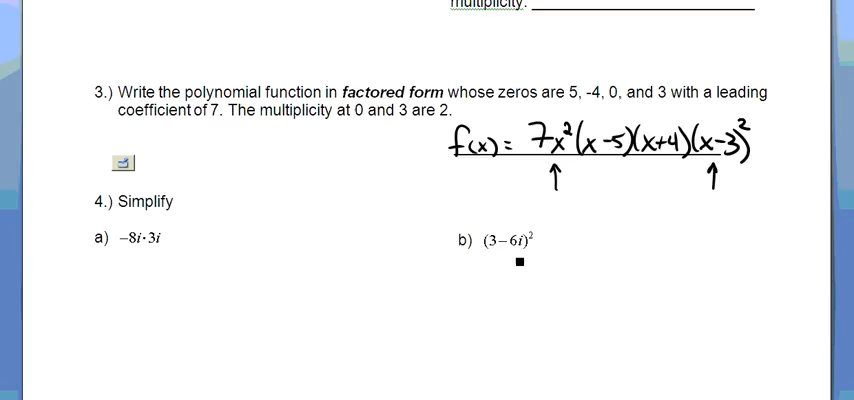 multiplicity: ____________________
3.) Write the polynomial function in factored form whose zeros are 5, -4, 0, and 3 with a leading
coefficient of 7. The multiplicity at 0 and 3 are 2.
f(x) = 7x²(x-5)(x+4)(x-3)²
4.) Simplify
a) −8i·3i
b) (3−6i)²